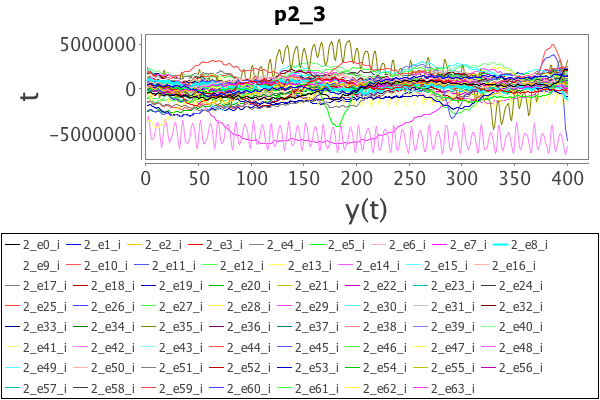 p2_3
5000000
0
−5000000
t
0 50 100 150 200 250 300 350 400
y(t)
2_e0_i 2_e1_i 2_e2_i 2_e3_i 2_e4_i 2_e5_i 2_e6_i 2_e7_i 2_e8_i
2_e9_i 2_e10_i 2_e11_i 2_e12_i 2_e13_i 2_e14_i 2_e15_i 2_e16_i
2_e17_i 2_e18_i 2_e19_i 2_e20_i 2_e21_i 2_e22_i 2_e23_i 2_e24_i
2_e25_i 2_e26_i 2_e27_i 2_e28_i 2_e29_i 2_e30_i 2_e31_i 2_e32_i
2_e33_i 2_e34_i 2_e35_i 2_e36_i 2_e37_i 2_e38_i 2_e39_i 2_e40_i
2_e41_i 2_e42_i 2_e43_i 2_e44_i 2_e45_i 2_e46_i 2_e47_i 2_e48_i
2_e49_i 2_e50_i 2_e51_i 2_e52_i 2_e53_i 2_e54_i 2_e55_i 2_e56_i
2_e57_i 2_e58_i 2_e59_i 2_e60_i 2_e61_i 2_e62_i 2_e63_i